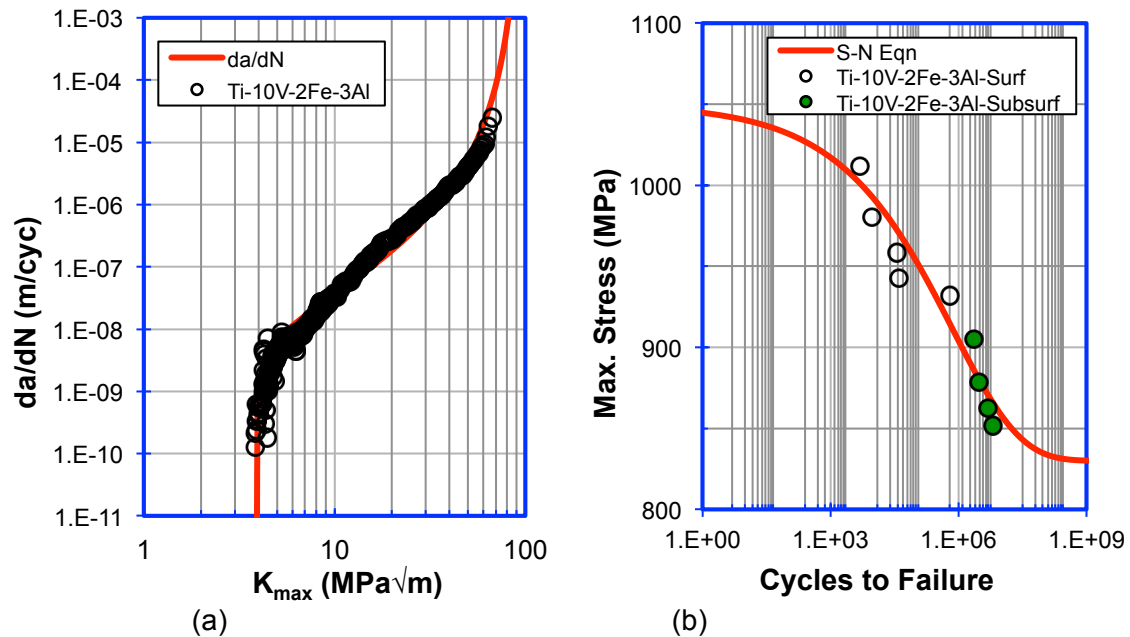 1.E-03
1.E-04
1.E-05
1.E-06
1.E-07
1.E-08
1.E-09
1.E-10
1.E-11
da/dN (m/cyc)
da/dN
Ti-10V-2Fe-3Al
1
10
100
Kmax (MPa√m)
(a)
1100
1000
900
800
Max. Stress (MPa)
S-N Eqn
Ti-10V-2Fe-3Al-Surf
Ti-10V-2Fe-3Al-Subsurf
1.E+00
1.E+03
1.E+06
1.E+09
Cycles to Failure
(b)